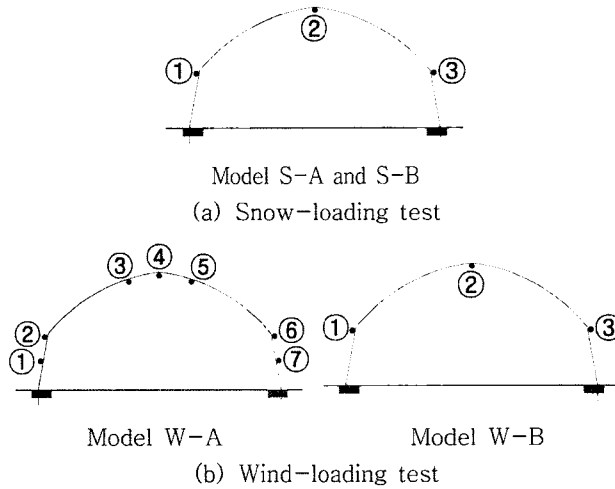 ②
① ③
Model S-A and S-B
(a) Snow-loading test
③ ④ ⑤
②
② ⑥ ① ③
① ⑦
Model W-A Model W-B
(b) Wind-loading test